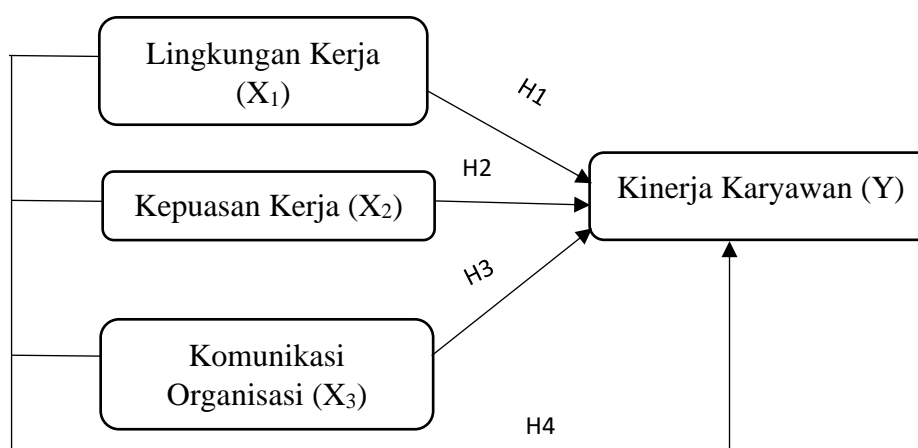 Lingkungan Kerja
(X₁)
H1
H2
Kepuasan Kerja (X₂)
Kinerja Karyawan (Y)
H3
Komunikasi
Organisasi (X₃)
H4